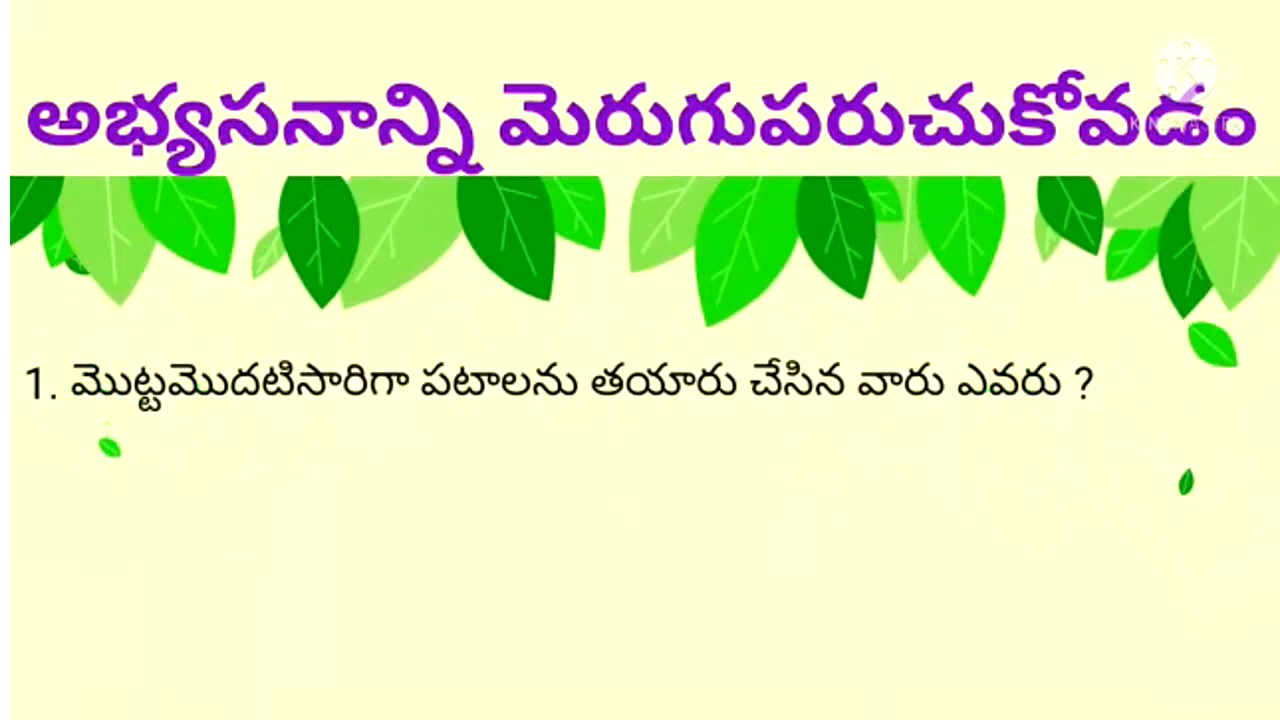 అభ్యసనాన్ని మెరుగుపరుచుకోవడం
1. మొట్టమొదటిసారిగా పటాలను తయారు చేసిన వారు ఎవరు ?